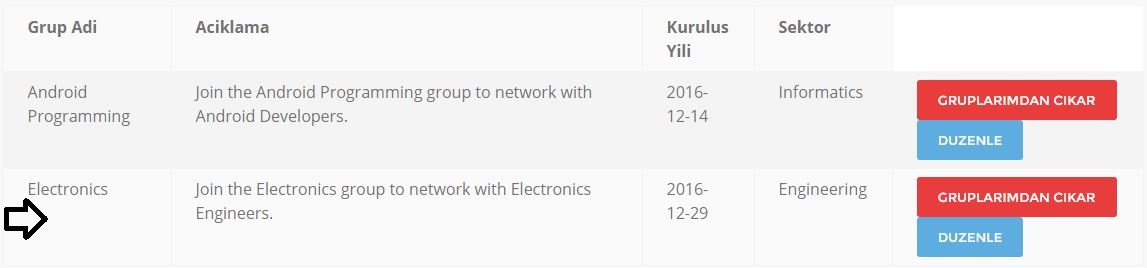 Grup Adi Aciklama Kurulus Yili Sektor
Android Programming Join the Android Programming group to network with Android Developers. 2016-12-14 Informatics GRUPLARIMDAN CIKAR
DUZENLE
Electronics Join the Electronics group to network with Electronics Engineers. 2016-12-29 Engineering GRUPLARIMDAN CIKAR
DUZENLE